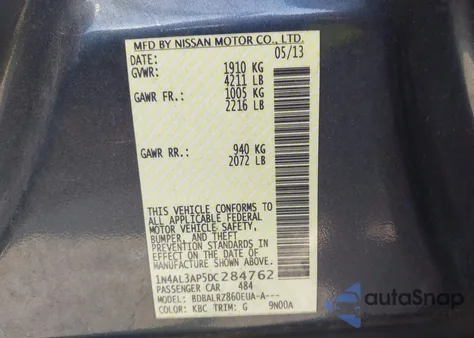 MFD BY NISSAN MOTOR CO., LTD.
DATE: 05/13
GVWR: 1910 KG
4211 LB
GAWR FR.: 1005 KG
2216 LB
GAWR RR.: 940 KG
2072 LB
THIS VEHICLE CONFORMS TO
ALL APPLICABLE FEDERAL
MOTOR VEHICLE SAFETY,
BUMPER, AND THEFT
PREVENTION STANDARDS IN
EFFECT ON THE DATE OF
MANUFACTURE SHOWN ABOVE.
1N4AL3AP5DC284762
PASSENGER CAR 484
MODEL: BDBALRZ860EUA-A---
COLOR: KBC TRIM: G 9N00A
autoSnap